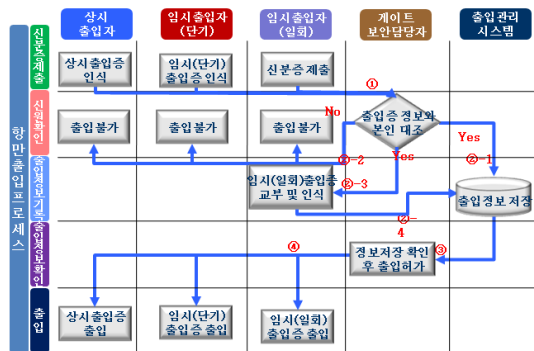 상시
출입자
임시출입자
(단기)
임시출입자
(일회)
게이트
보안담당자
출입관리
시스템
항만출입프로세스
신분증제출
신원확인
출입정보기록
출입정보확인
출입
상시출입증
인식
임시(단기)
출입증 인식
신분증 제출
①
No
출입증 정보와
본인 대조
Yes
Yes
출입불가
출입불가
출입불가
②-2
②-1
②-3
임시(일회)출입증
교부 및 인식
출입정보 저장
②-
4
④
정보저장 확인
후 출입허가
③
상시출입증
출입
임시(단기)
출입증 출입
임시(일회)
출입증 출입